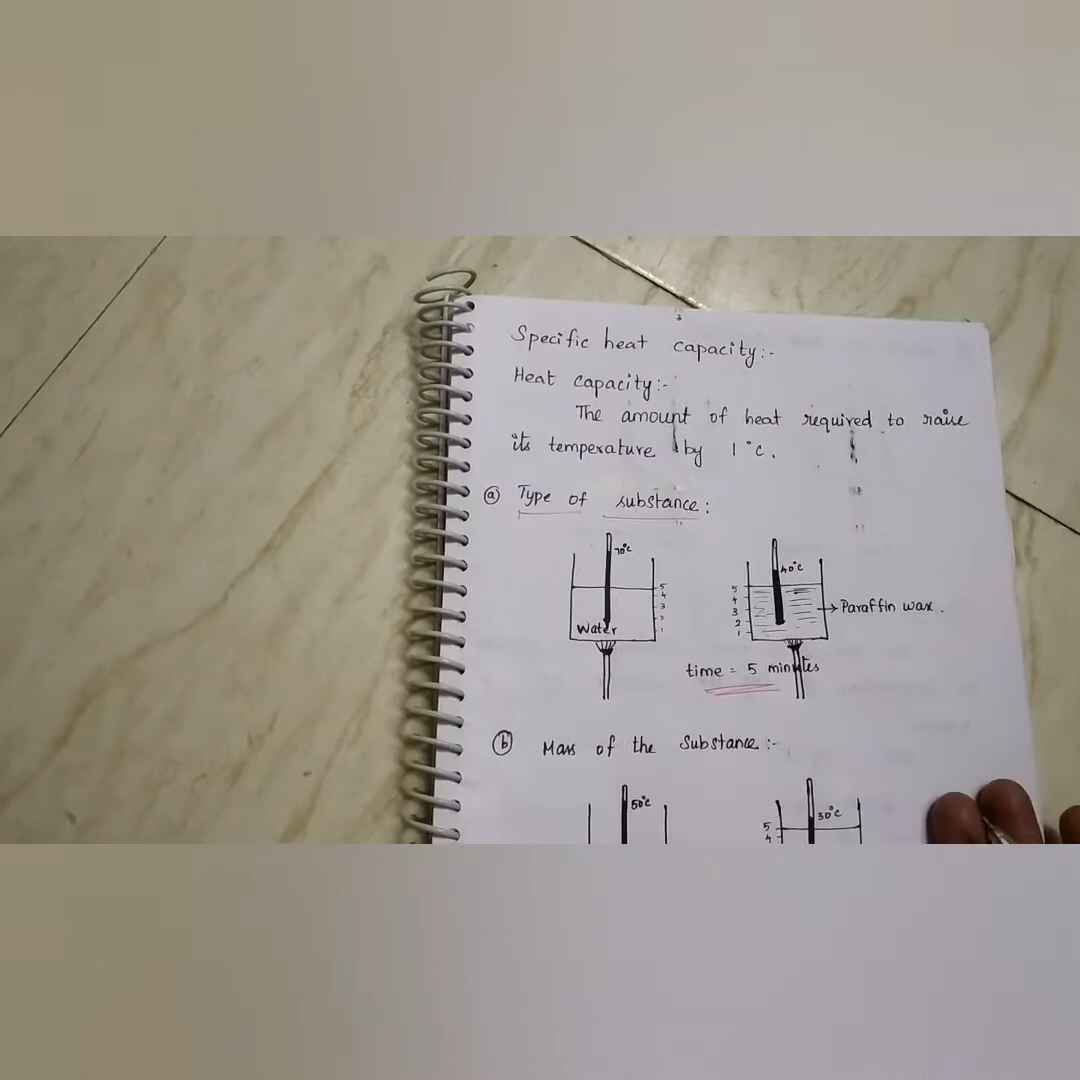 Specific heat capacity:-
Heat capacity:-
The amount of heat required to raise
its temperature by 1°c.
(a) Type of substance:
70°c
5
4
3
2
1
Water
40°c
5
4
3
2
1
Paraffin wax.
time = 5 minutes
(b) Mass of the Substance:-
50°c
30°c
5
4